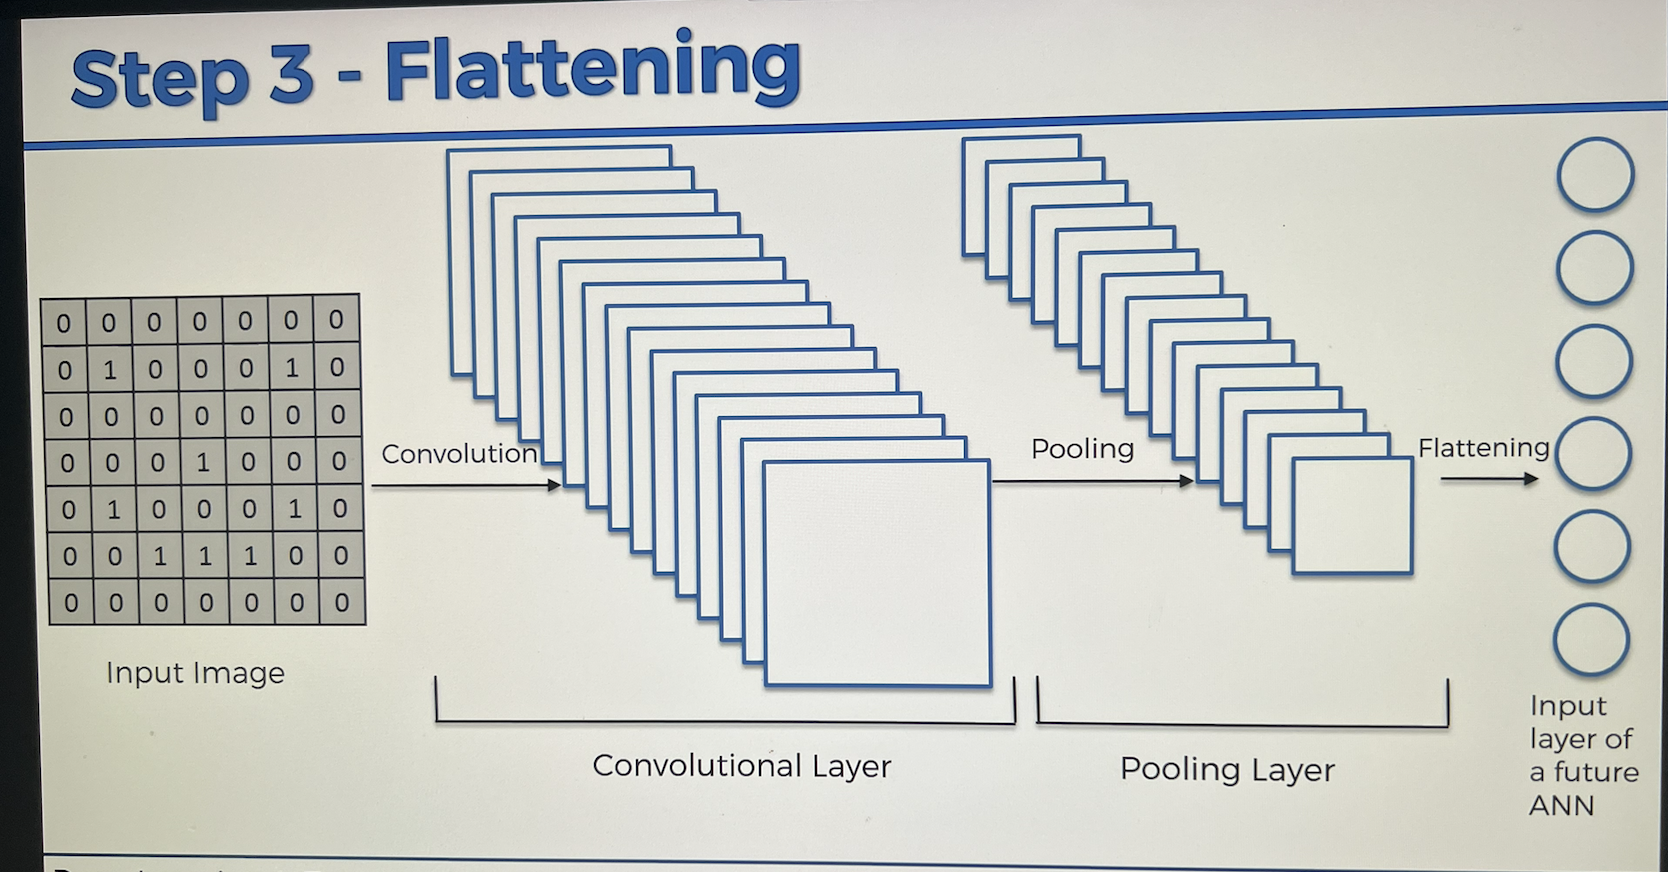 Step 3 - Flattening
0 0 0 0 0 0 0
0 1 0 0 0 1 0
0 0 0 0 0 0 0
0 0 0 1 0 0 0
0 1 0 0 0 1 0
0 0 1 1 1 0 0
0 0 0 0 0 0 0
Input Image
Convolution
Convolutional Layer
Pooling
Pooling Layer
Flattening
Input
layer of
a future
ANN